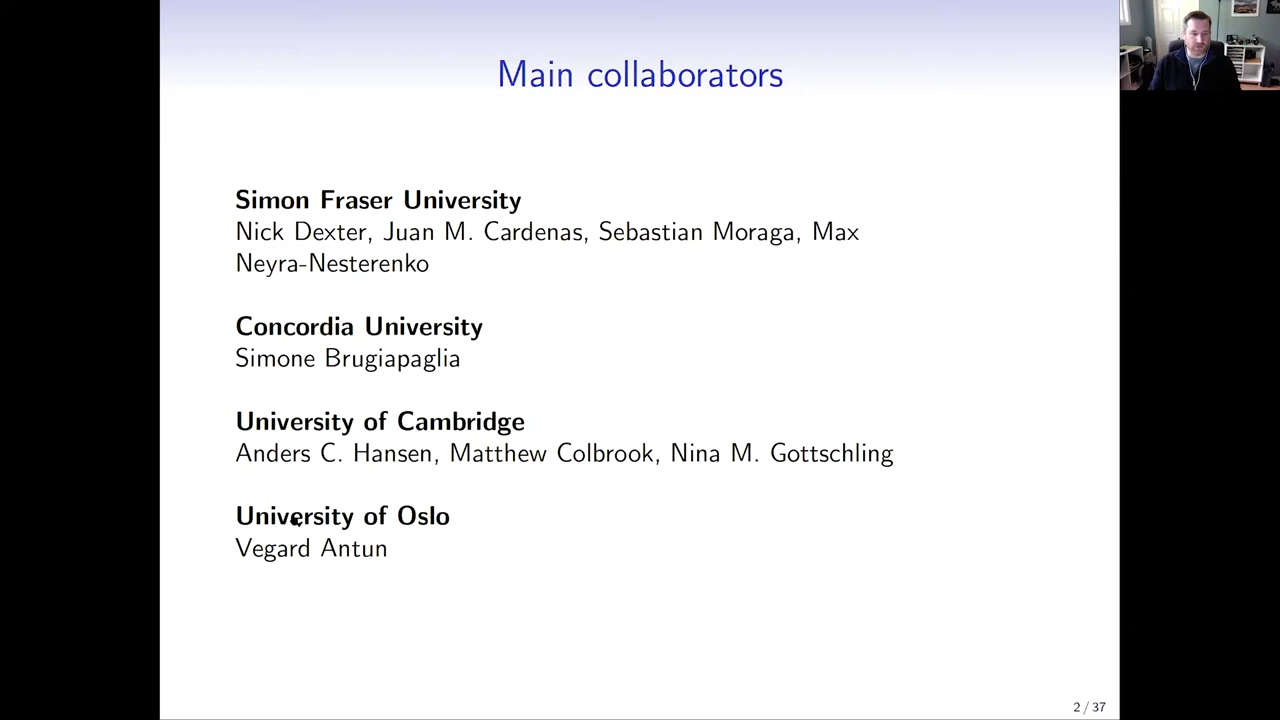 Main collaborators
Simon Fraser University
Nick Dexter, Juan M. Cardenas, Sebastian Moraga, Max
Neyra-Nesterenko
Concordia University
Simone Brugiapaglia
University of Cambridge
Anders C. Hansen, Matthew Colbrook, Nina M. Gottschling
University of Oslo
Vegard Antun
2 / 37